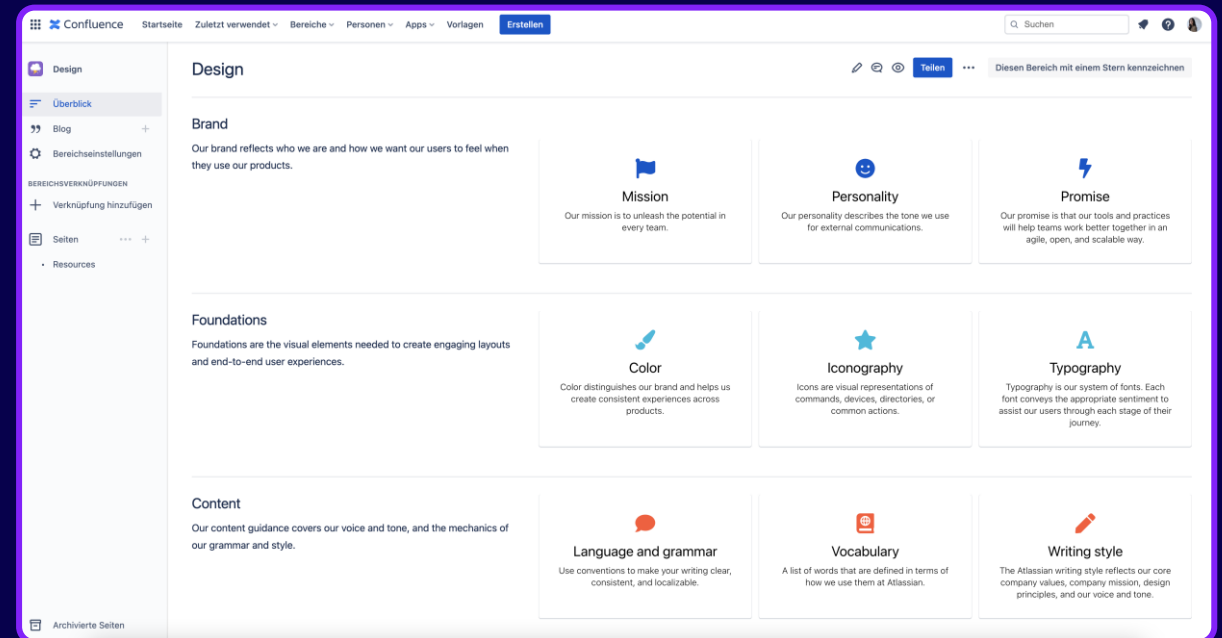 Confluence Startseite Zuletzt verwendet Bereiche Personen Apps Vorlagen Erstellen Suchen
Design
Überblick
Blog
Bereichseinstellungen
BEREICHSVERKNÜPFUNGEN
Verknüpfung hinzufügen
Seiten
Resources
Archivierte Seiten
Design
Teilen
Diesen Bereich mit einem Stern kennzeichnen
Brand
Our brand reflects who we are and how we want our users to feel when
they use our products.
Mission
Our mission is to unleash the potential in
every team.
Personality
Our personality describes the tone we use
for external communications.
Promise
Our promise is that our tools and practices
will help teams work better together in an
agile, open, and scalable way.
Foundations
Foundations are the visual elements needed to create engaging layouts
and end-to-end user experiences.
Color
Color distinguishes our brand and helps us
create consistent experiences across
products.
Iconography
Icons are visual representations of
commands, devices, directories, or
common actions.
Typography
Typography is our system of fonts. Each
font conveys the appropriate sentiment to
assist our users through each stage of their
journey.
Content
Our content guidance covers our voice and tone, and the mechanics of
our grammar and style.
Language and grammar
Use conventions to make your writing clear,
consistent, and localizable.
Vocabulary
A list of words that are defined in terms of
how we use them at Atlassian.
Writing style
The Atlassian writing style reflects our core
company values, company mission, design
principles, and our voice and tone.